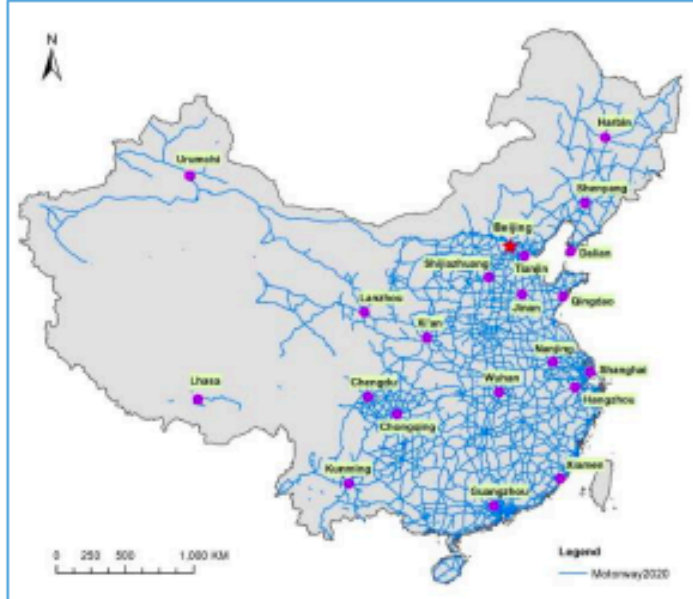 N
Harbin
Urumchi
Shenyang
Beijing
Dalian
Tianjin
Shijiazhuang
Jinan
Qingdao
Lanzhou
Xi'an
Nanjing
Shanghai
Lhasa
Chengdu
Wuhan
Hangzhou
Chongqing
Kunming
Xiamen
Guangzhou
0 250 500 1,000 KM
Legend
Motorway2020